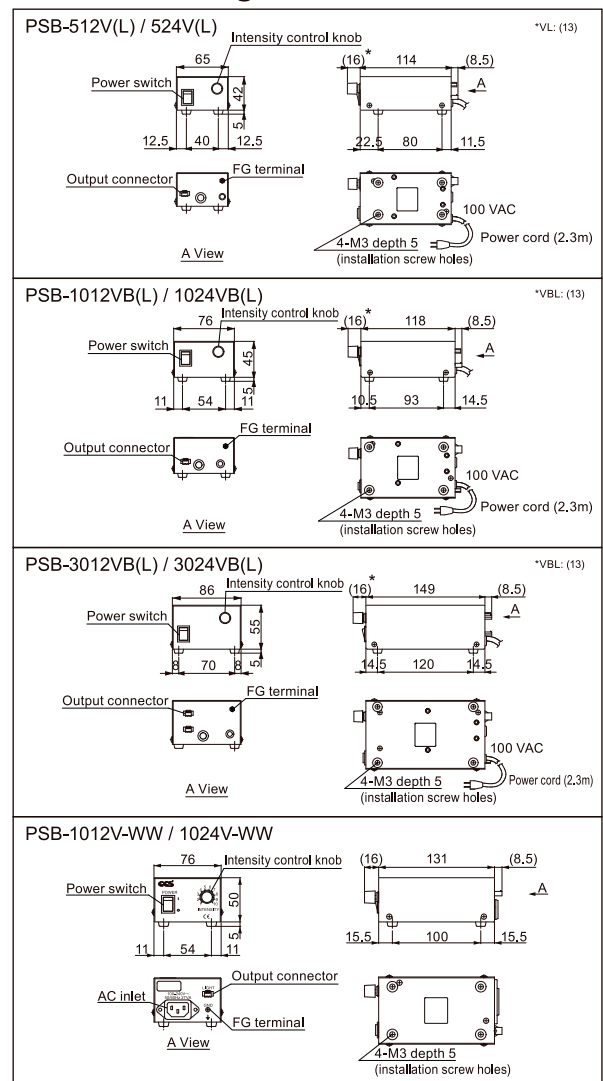 PSB-512V(L) / 524V(L)
*VL: (13)
Intensity control knob
65
Power switch
42
5
12.5 40 12.5
(16) * 114 (8.5)
A
22.5 80 11.5
FG terminal
Output connector
A View
100 VAC
Power cord (2.3m)
4-M3 depth 5
(installation screw holes)
PSB-1012VB(L) / 1024VB(L)
*VBL: (13)
Intensity control knob
76
Power switch
45
5
11 54 11
(16) * 118 (8.5)
A
10.5 93 14.5
FG terminal
Output connector
A View
100 VAC
Power cord (2.3m)
4-M3 depth 5
(installation screw holes)
PSB-3012VB(L) / 3024VB(L)
*VBL: (13)
Intensity control knob
86
Power switch
55
5
8 70 8
(16) * 149 (8.5)
A
14.5 120 14.5
FG terminal
Output connector
A View
100 VAC
Power cord (2.3m)
4-M3 depth 5
(installation screw holes)
PSB-1012V-WW / 1024V-WW
76
Intensity control knob
Power switch
CCS
POWER
INTENSITY
CE
50
5
11 54 11
(16) 131 (8.5)
A
15.5 100 15.5
Output connector
LIGHT
AC inlet
GND
FG terminal
A View
4-M3 depth 5
(installation screw holes)